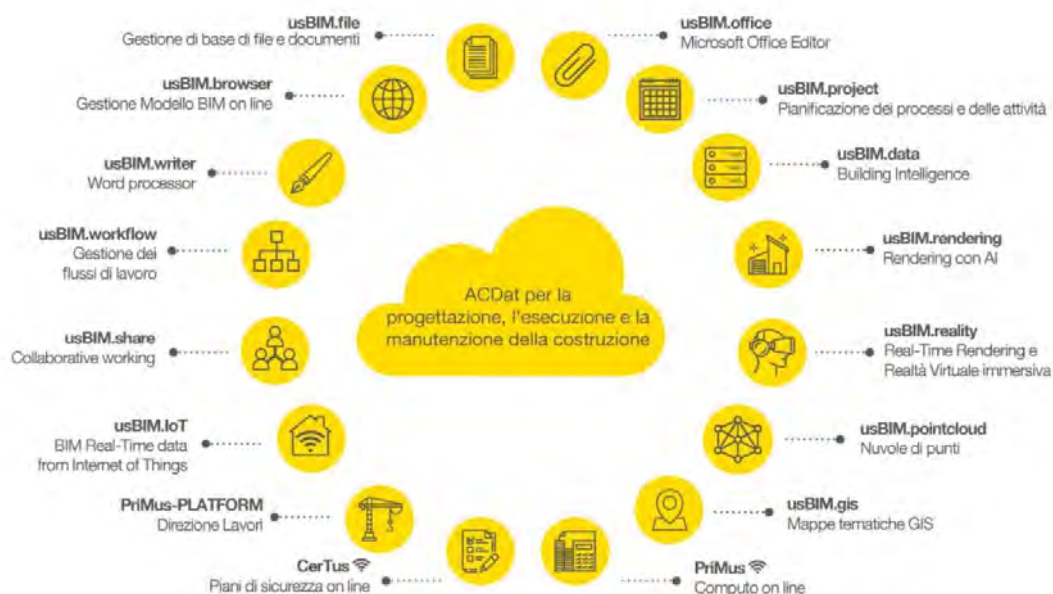 usBIM.file
Gestione di base di file e documenti
usBIM.browser
Gestione Modello BIM on line
usBIM.writer
Word processor
usBIM.workflow
Gestione dei
flussi di lavoro
usBIM.share
Collaborative working
usBIM.IoT
BIM Real-Time data
from Internet of Things
PriMus-PLATFORM
Direzione Lavori
CerTus
Piani di sicurezza on line
ACDat per la
progettazione, l'esecuzione e la
manutenzione della costruzione
usBIM.office
Microsoft Office Editor
usBIM.project
Pianificazione dei processi e delle attività
usBIM.data
Building Intelligence
usBIM.rendering
Rendering con AI
usBIM.reality
Real-Time Rendering e
Realtà Virtuale immersiva
usBIM.pointcloud
Nuvole di punti
usBIM.gis
Mappe tematiche GIS
PriMus
Computo on line